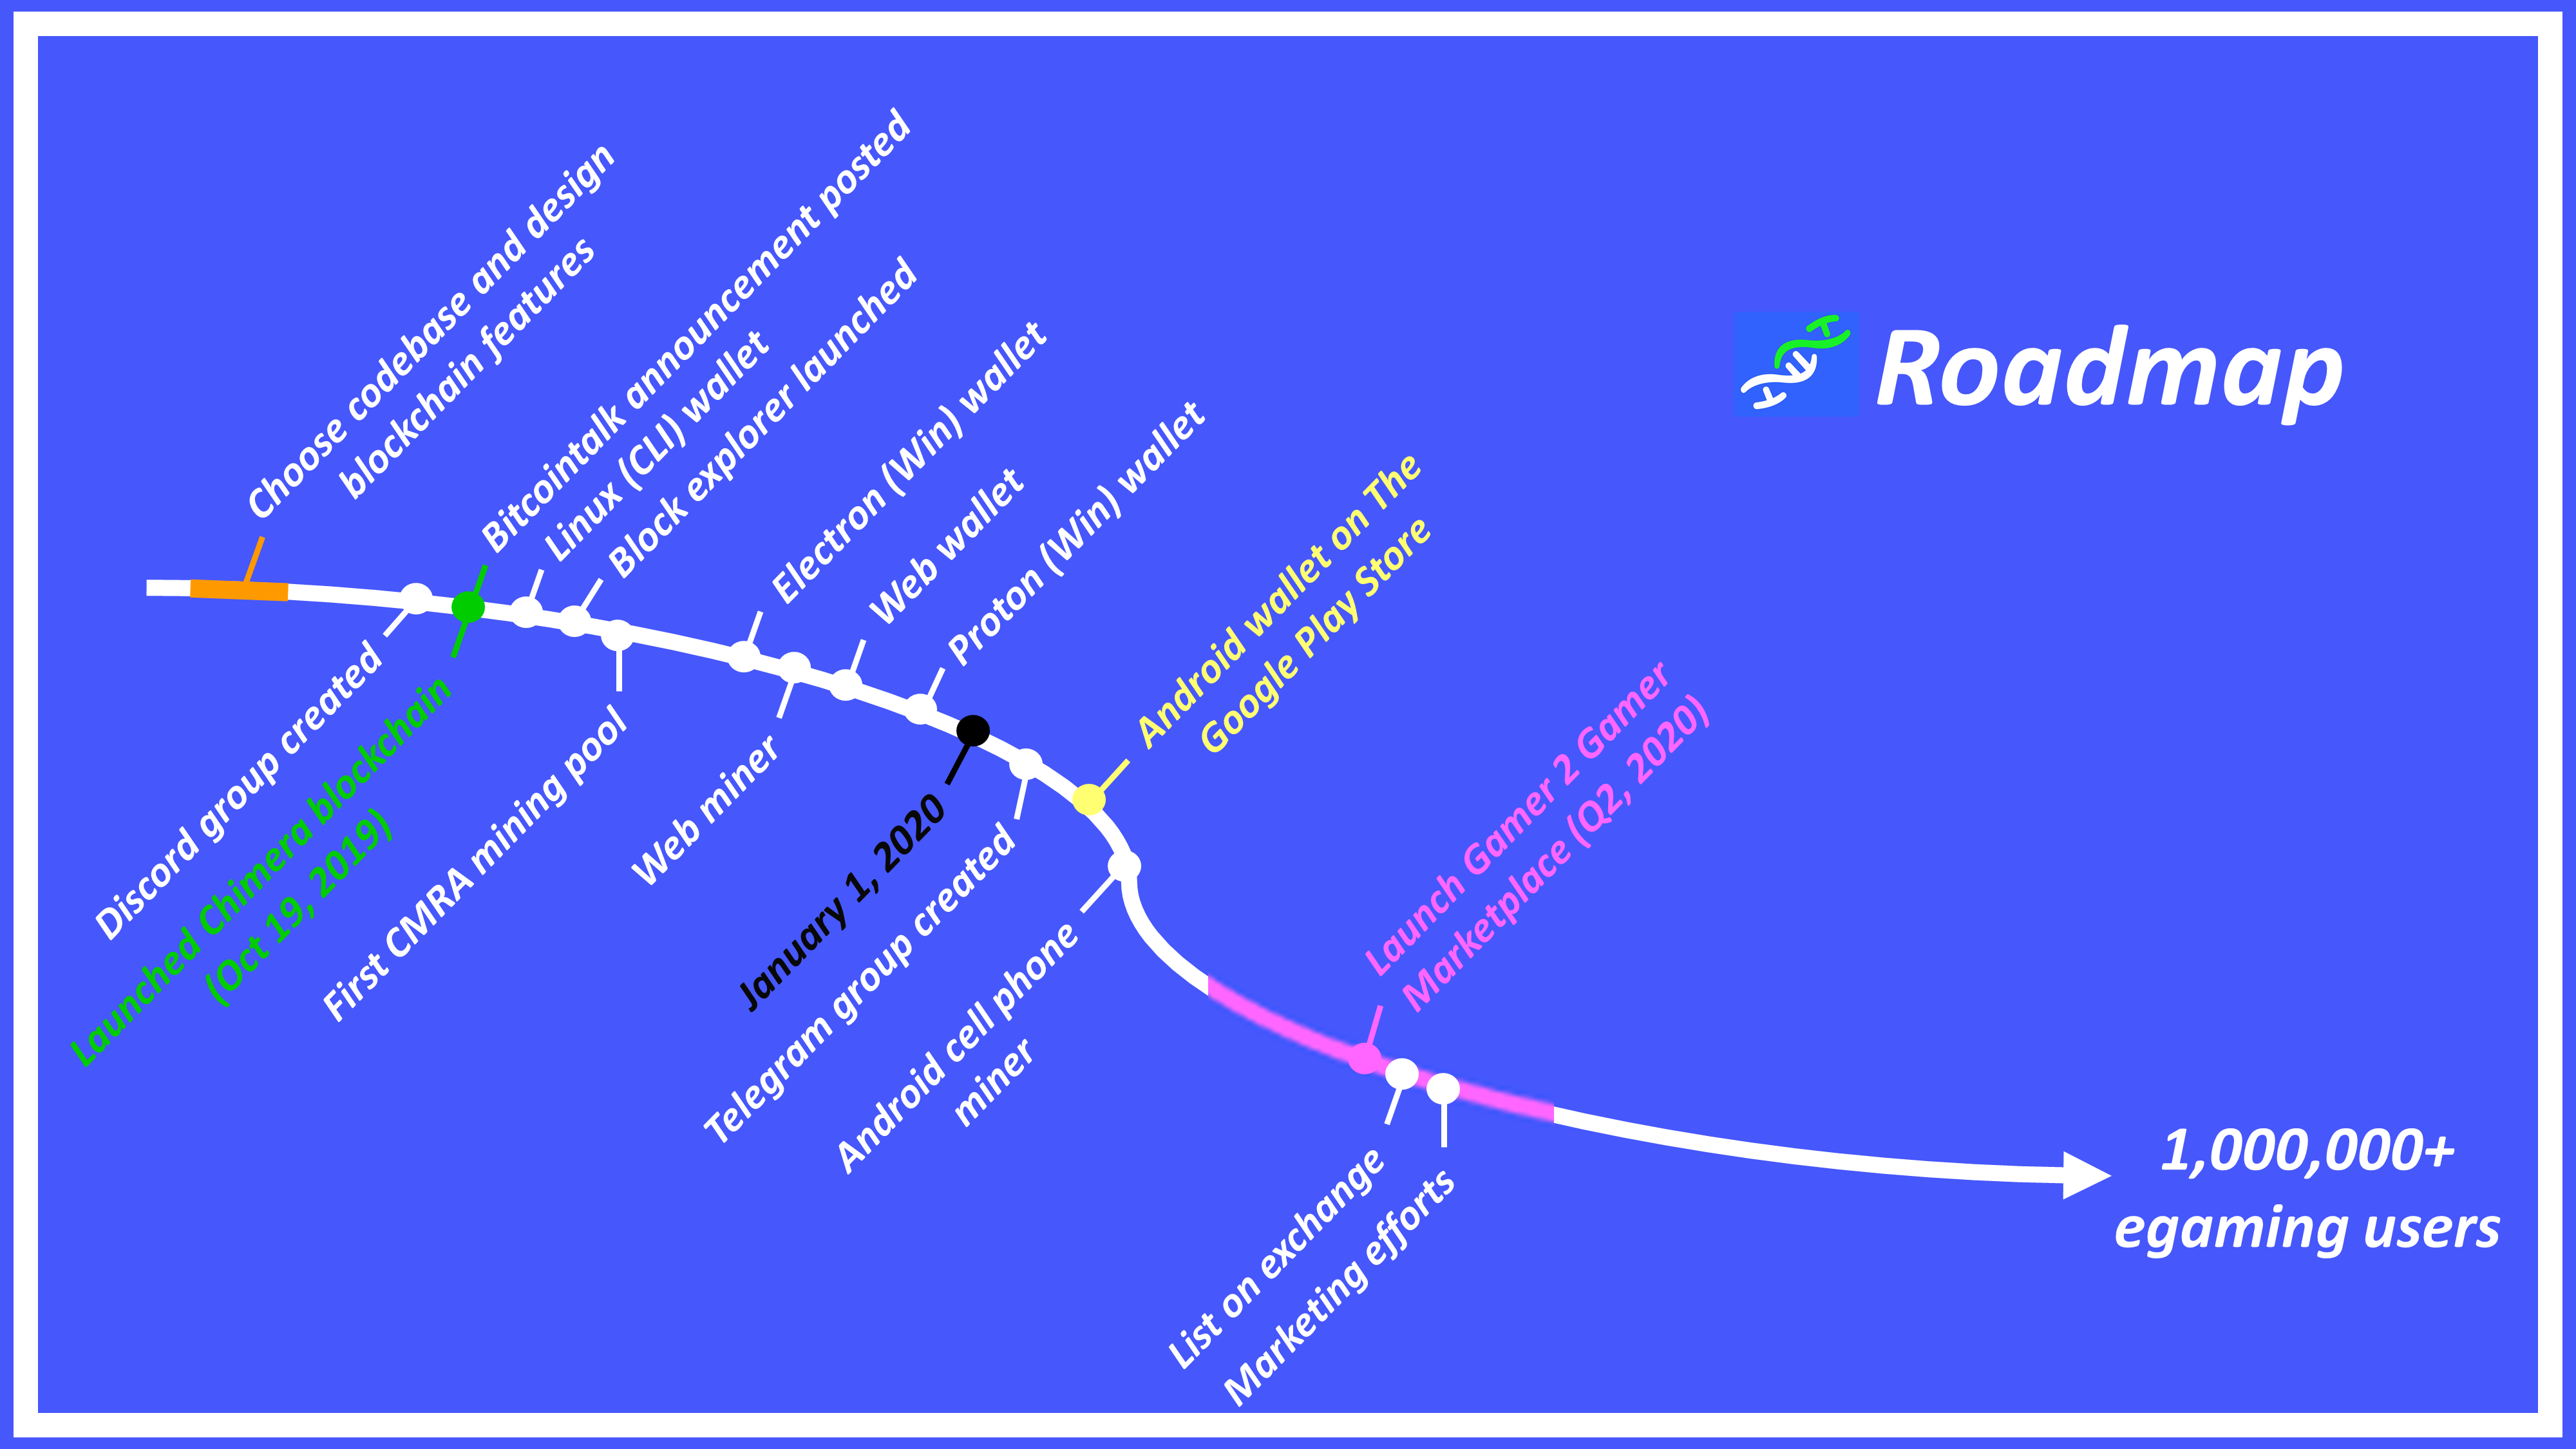 Roadmap
Choose codebase and design
blockchain features
Discord group created
Bitcointalk announcement posted
Launched Chimera blockchain
(Oct 19, 2019)
Linux (CLI) wallet
Block explorer launched
First CMRA mining pool
Electron (Win) wallet
Web miner
Web wallet
Proton (Win) wallet
January 1, 2020
Telegram group created
Android wallet on The
Google Play Store
Android cell phone
miner
Launch Gamer 2 Gamer
Marketplace (Q2, 2020)
List on exchange
Marketing efforts
1,000,000+
egaming users